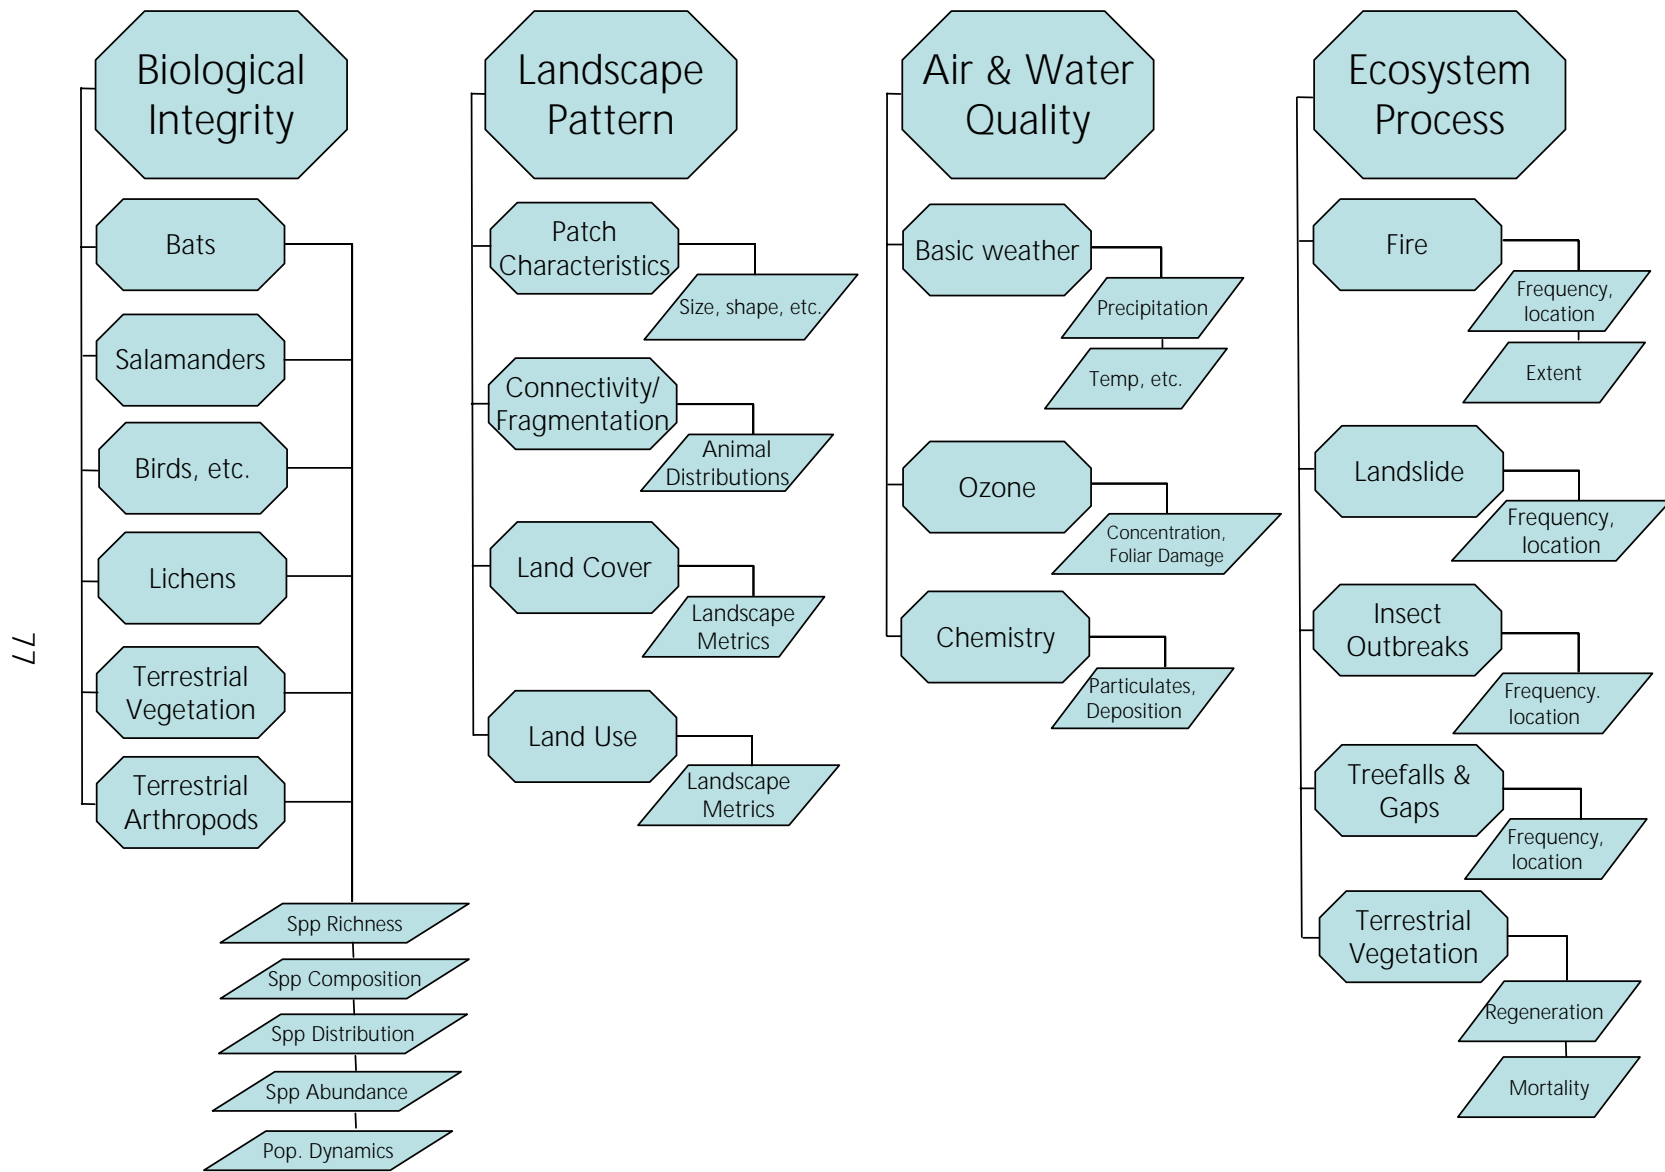 Biological
Integrity
Bats
Salamanders
Birds, etc.
Lichens
Terrestrial
Vegetation
Terrestrial
Arthropods
Spp Richness
Spp Composition
Spp Distribution
Spp Abundance
Pop. Dynamics
Landscape
Pattern
Patch
Characteristics
Size, shape, etc.
Connectivity/
Fragmentation
Animal
Distributions
Land Cover
Landscape
Metrics
Land Use
Landscape
Metrics
Air & Water
Quality
Basic weather
Precipitation
Temp, etc.
Ozone
Concentration,
Foliar Damage
Chemistry
Particulates,
Deposition
Ecosystem
Process
Fire
Frequency,
location
Extent
Landslide
Frequency,
location
Insect
Outbreaks
Frequency.
location
Treefalls &
Gaps
Frequency,
location
Terrestrial
Vegetation
Regeneration
Mortality
77